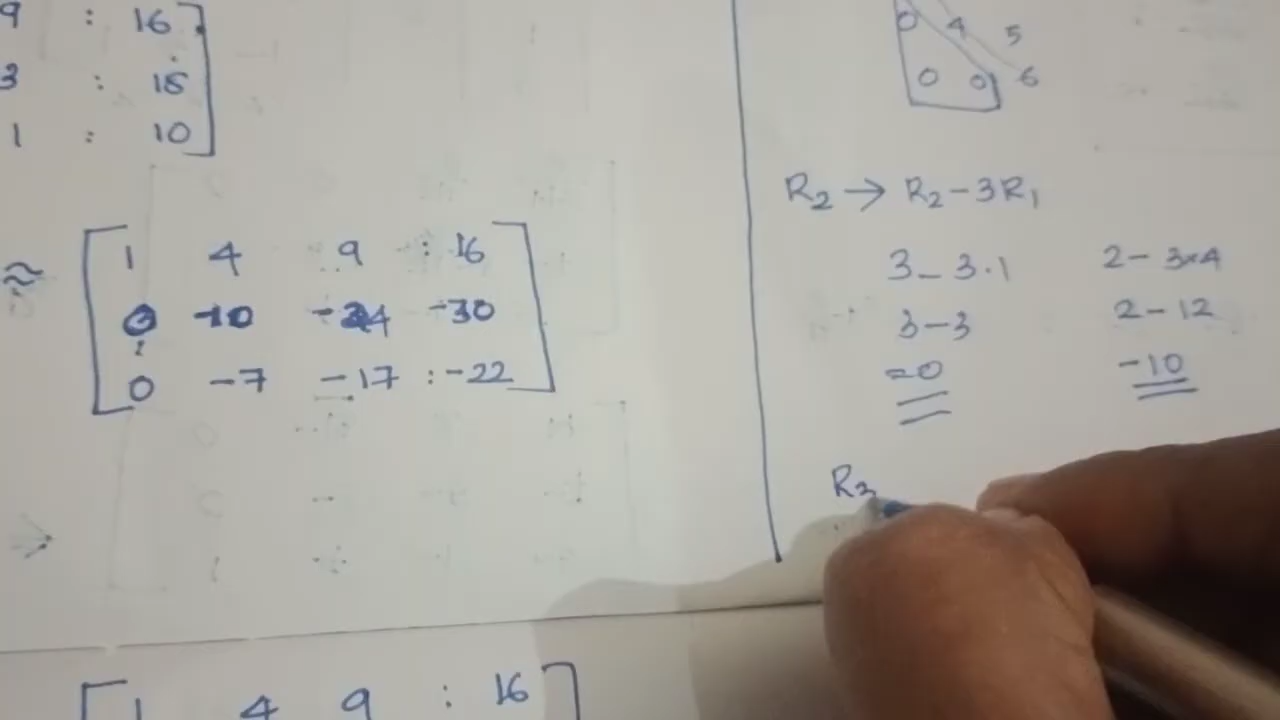 9 : 16
3 : 18
1 : 10
0 4 5
0 0 6
R2 → R2 - 3R1
≈ 1 4 9 : 16
0 -10 -24 -30
0 -7 -17 : -22
3 - 3.1
3 - 3
= 0
2 - 3×4
2 - 12
-10
R3
1 4 9 : 16